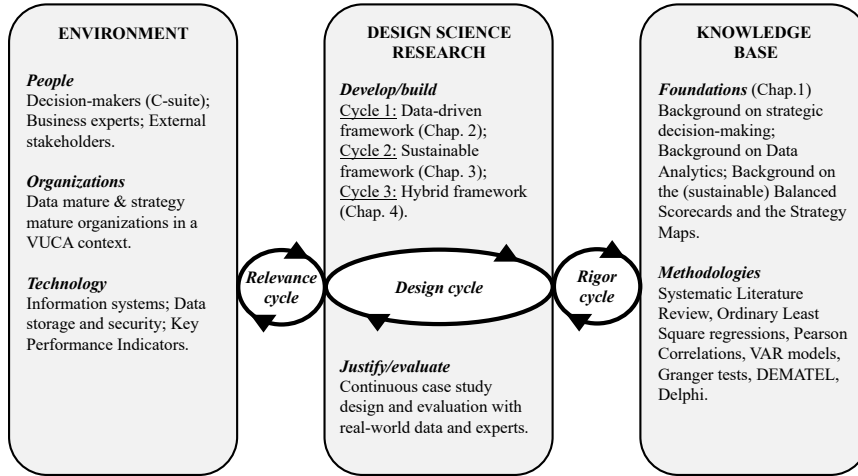 ENVIRONMENT
People
Decision-makers (C-suite);
Business experts; External
stakeholders.
Organizations
Data mature & strategy
mature organizations in a
VUCA context.
Technology
Information systems; Data
storage and security; Key
Performance Indicators.
Relevance
cycle
DESIGN SCIENCE
RESEARCH
Develop/build
Cycle 1: Data-driven
framework (Chap. 2);
Cycle 2: Sustainable
framework (Chap. 3);
Cycle 3: Hybrid framework
(Chap. 4).
Design cycle
Justify/evaluate
Continuous case study
design and evaluation with
real-world data and experts.
Rigor
cycle
KNOWLEDGE
BASE
Foundations (Chap.1)
Background on strategic
decision-making;
Background on Data
Analytics; Background on
the (sustainable) Balanced
Scorecards and the Strategy
Maps.
Methodologies
Systematic Literature
Review, Ordinary Least
Square regressions, Pearson
Correlations, VAR models,
Granger tests, DEMATEL,
Delphi.